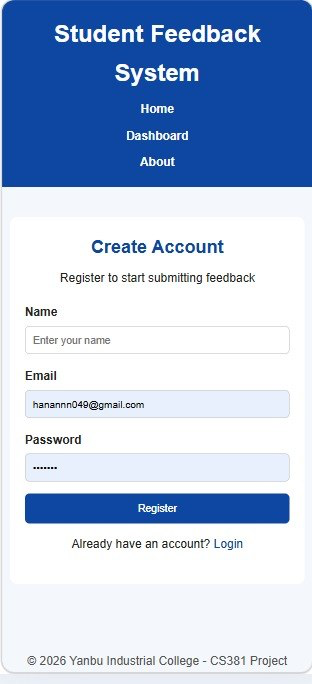 Student Feedback
System
Home
Dashboard
About
Create Account
Register to start submitting feedback
Name
Enter your name
Email
hanannn049@gmail.com
Password
•••••••
Register
Already have an account? Login
© 2026 Yanbu Industrial College - CS381 Project